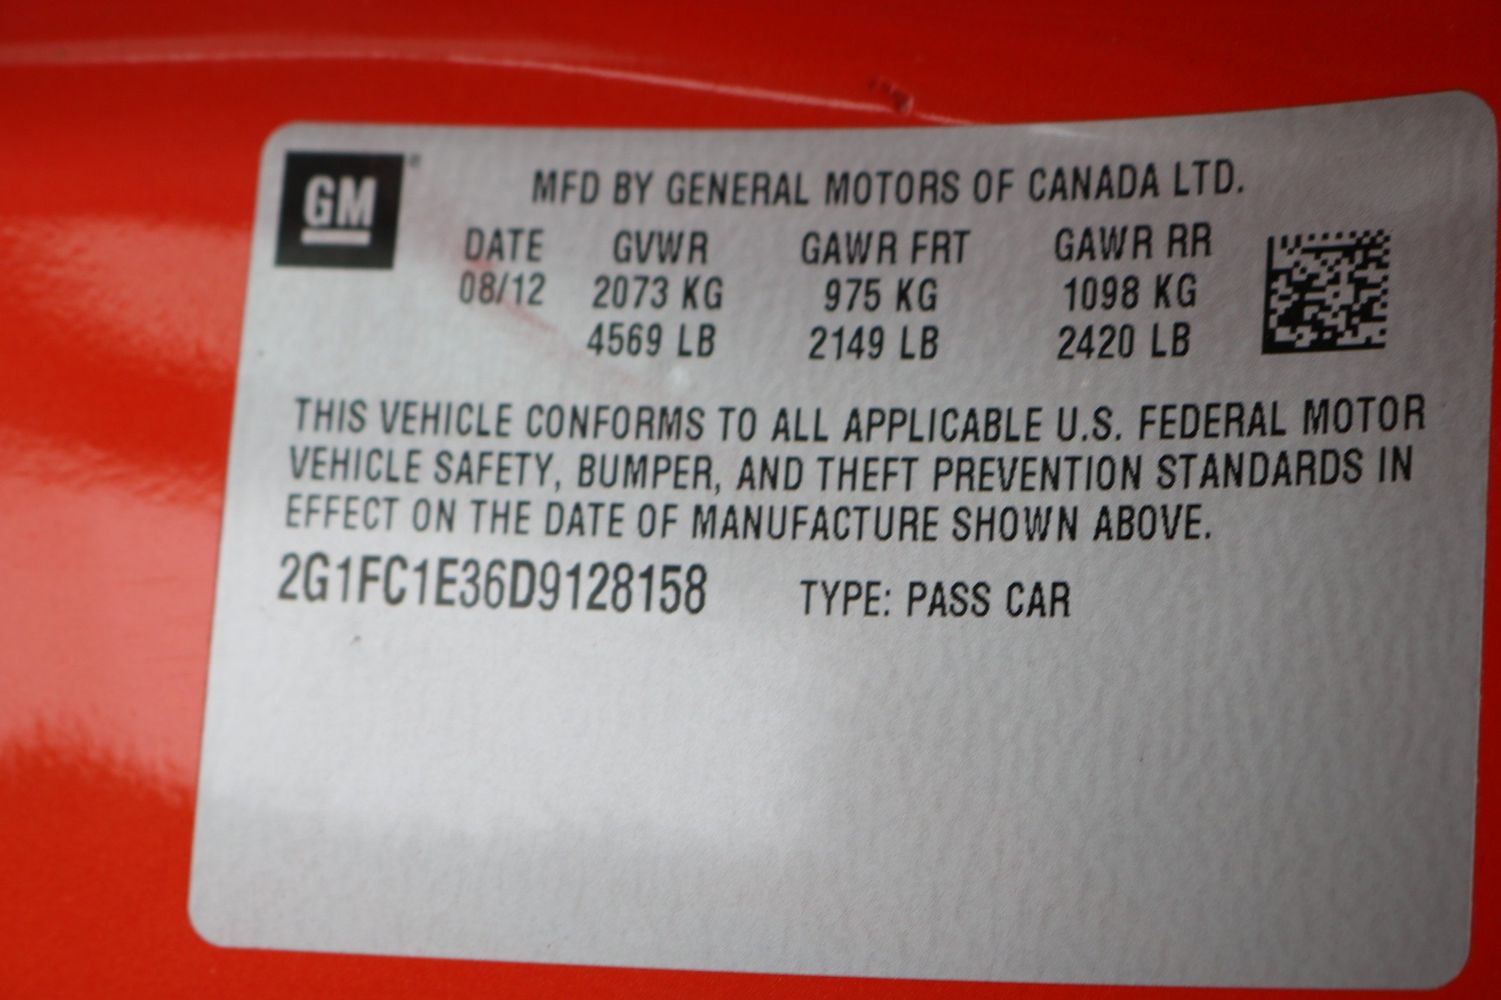 GM
MFD BY GENERAL MOTORS OF CANADA LTD.
DATE GVWR GAWR FRT GAWR RR
08/12 2073 KG 975 KG 1098 KG
4569 LB 2149 LB 2420 LB
THIS VEHICLE CONFORMS TO ALL APPLICABLE U.S. FEDERAL MOTOR
VEHICLE SAFETY, BUMPER, AND THEFT PREVENTION STANDARDS IN
EFFECT ON THE DATE OF MANUFACTURE SHOWN ABOVE.
2G1FC1E36D9128158 TYPE: PASS CAR